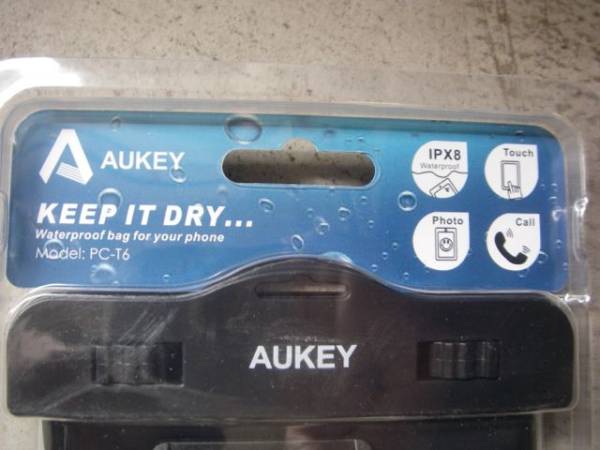 AUKEY
KEEP IT DRY...
Waterproof bag for your phone
Model: PC-T6
IPX8
Waterproof
Touch
Photo
Call
AUKEY